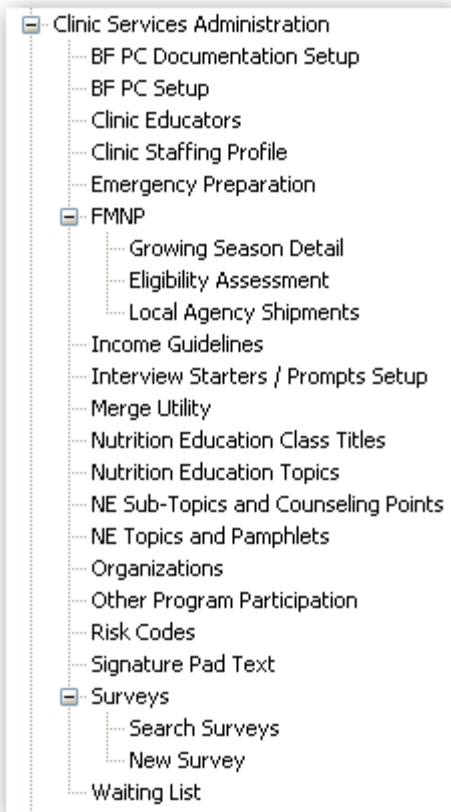 Clinic Services Administration
BF PC Documentation Setup
BF PC Setup
Clinic Educators
Clinic Staffing Profile
Emergency Preparation
FMNP
Growing Season Detail
Eligibility Assessment
Local Agency Shipments
Income Guidelines
Interview Starters / Prompts Setup
Merge Utility
Nutrition Education Class Titles
Nutrition Education Topics
NE Sub-Topics and Counseling Points
NE Topics and Pamphlets
Organizations
Other Program Participation
Risk Codes
Signature Pad Text
Surveys
Search Surveys
New Survey
Waiting List